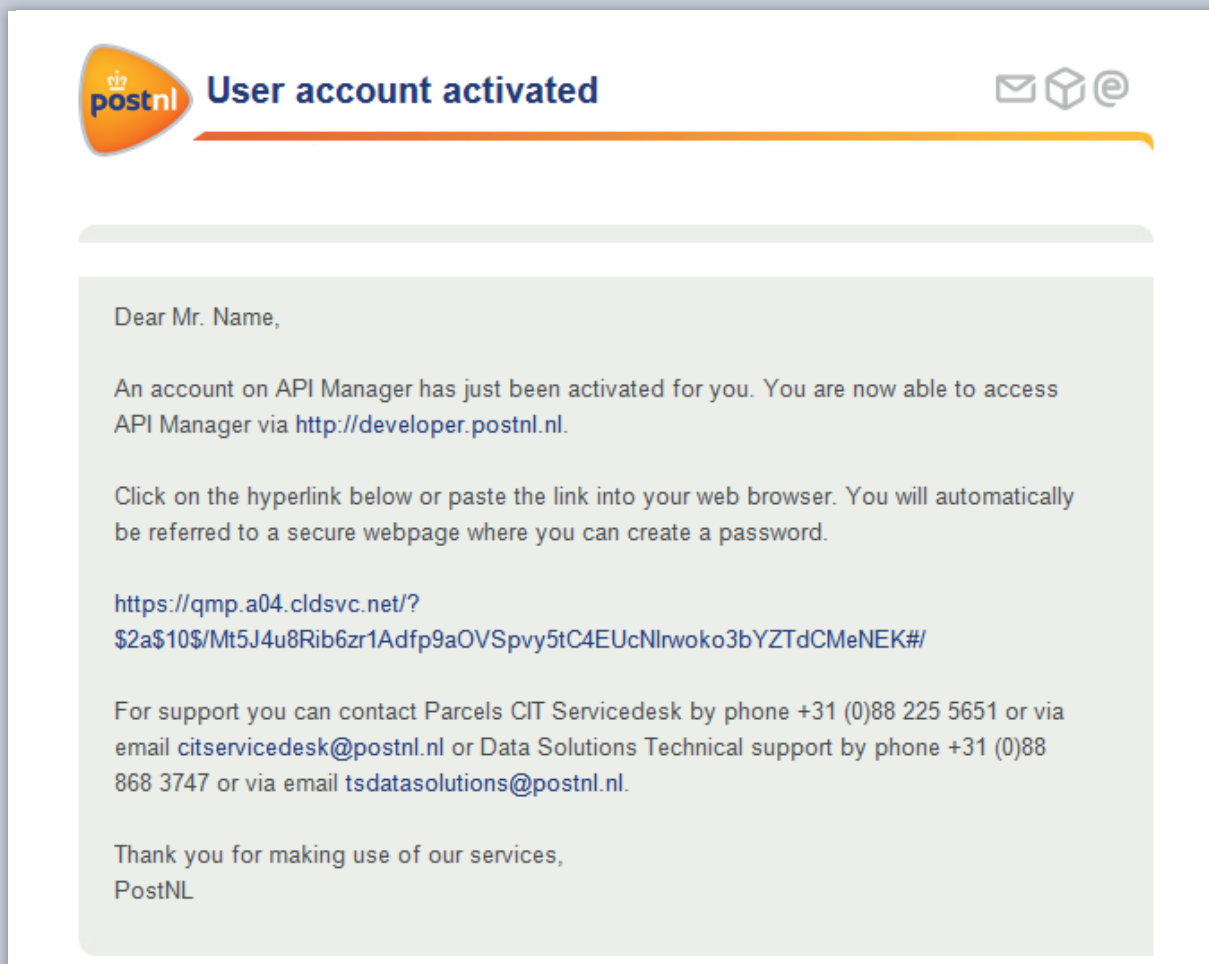 postnl
User account activated
Dear Mr. Name,
An account on API Manager has just been activated for you. You are now able to access
API Manager via http://developer.postnl.nl.
Click on the hyperlink below or paste the link into your web browser. You will automatically
be referred to a secure webpage where you can create a password.
https://qmp.a04.cldsvc.net/?
$2a$10$/Mt5J4u8Rib6zr1Adfp9aOVSpvy5tC4EUcNlrwoko3bYZTdCMeNEK#/
For support you can contact Parcels CIT Servicedesk by phone +31 (0)88 225 5651 or via
email citservicedesk@postnl.nl or Data Solutions Technical support by phone +31 (0)88
868 3747 or via email tsdatasolutions@postnl.nl.
Thank you for making use of our services,
PostNL